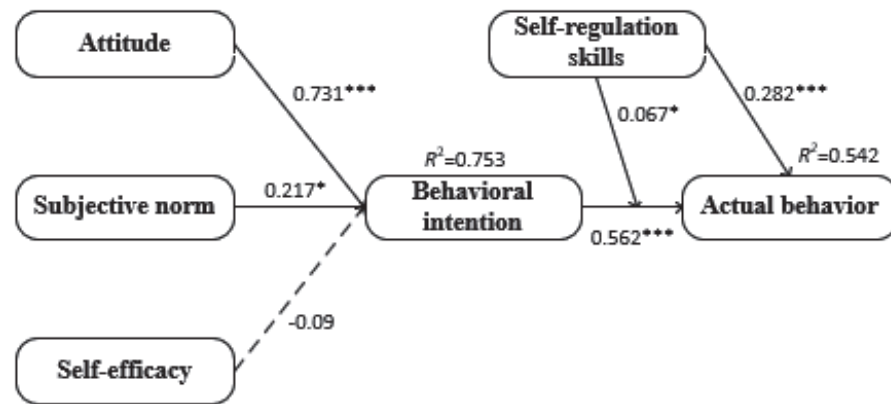 Attitude
Self-regulation
skills
0.731***
0.067*
0.282***
R²=0.753
R²=0.542
Subjective norm
0.217*
Behavioral
intention
0.562***
Actual behavior
-0.09
Self-efficacy